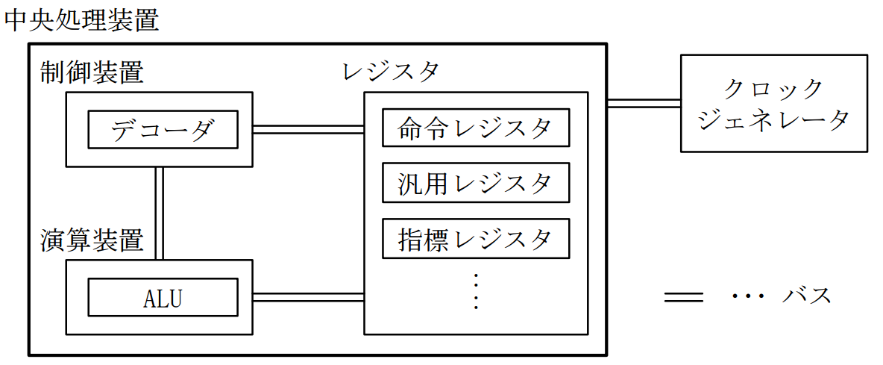 中央処理装置
制御装置
デコーダ
演算装置
ALU
レジスタ
命令レジスタ
汎用レジスタ
指標レジスタ
⋮
クロック
ジェネレータ
… バス